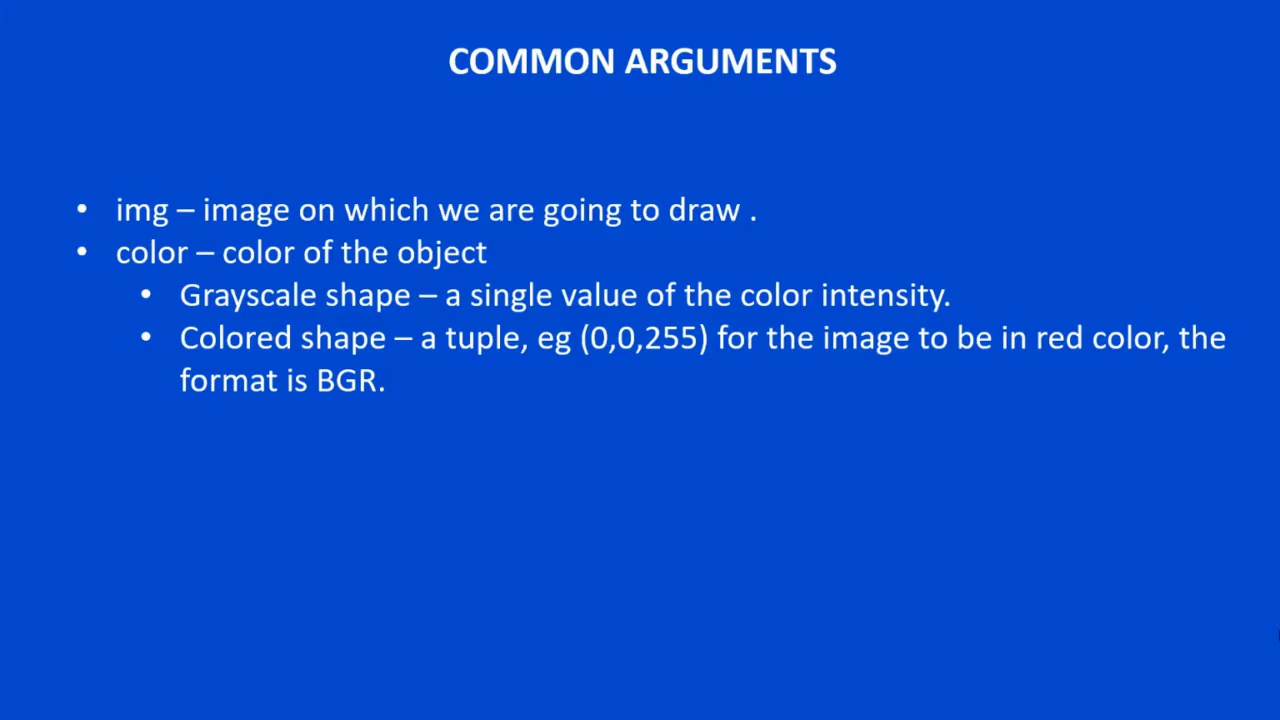 COMMON ARGUMENTS
• img – image on which we are going to draw .
• color – color of the object
• Grayscale shape – a single value of the color intensity.
• Colored shape – a tuple, eg (0,0,255) for the image to be in red color, the
format is BGR.